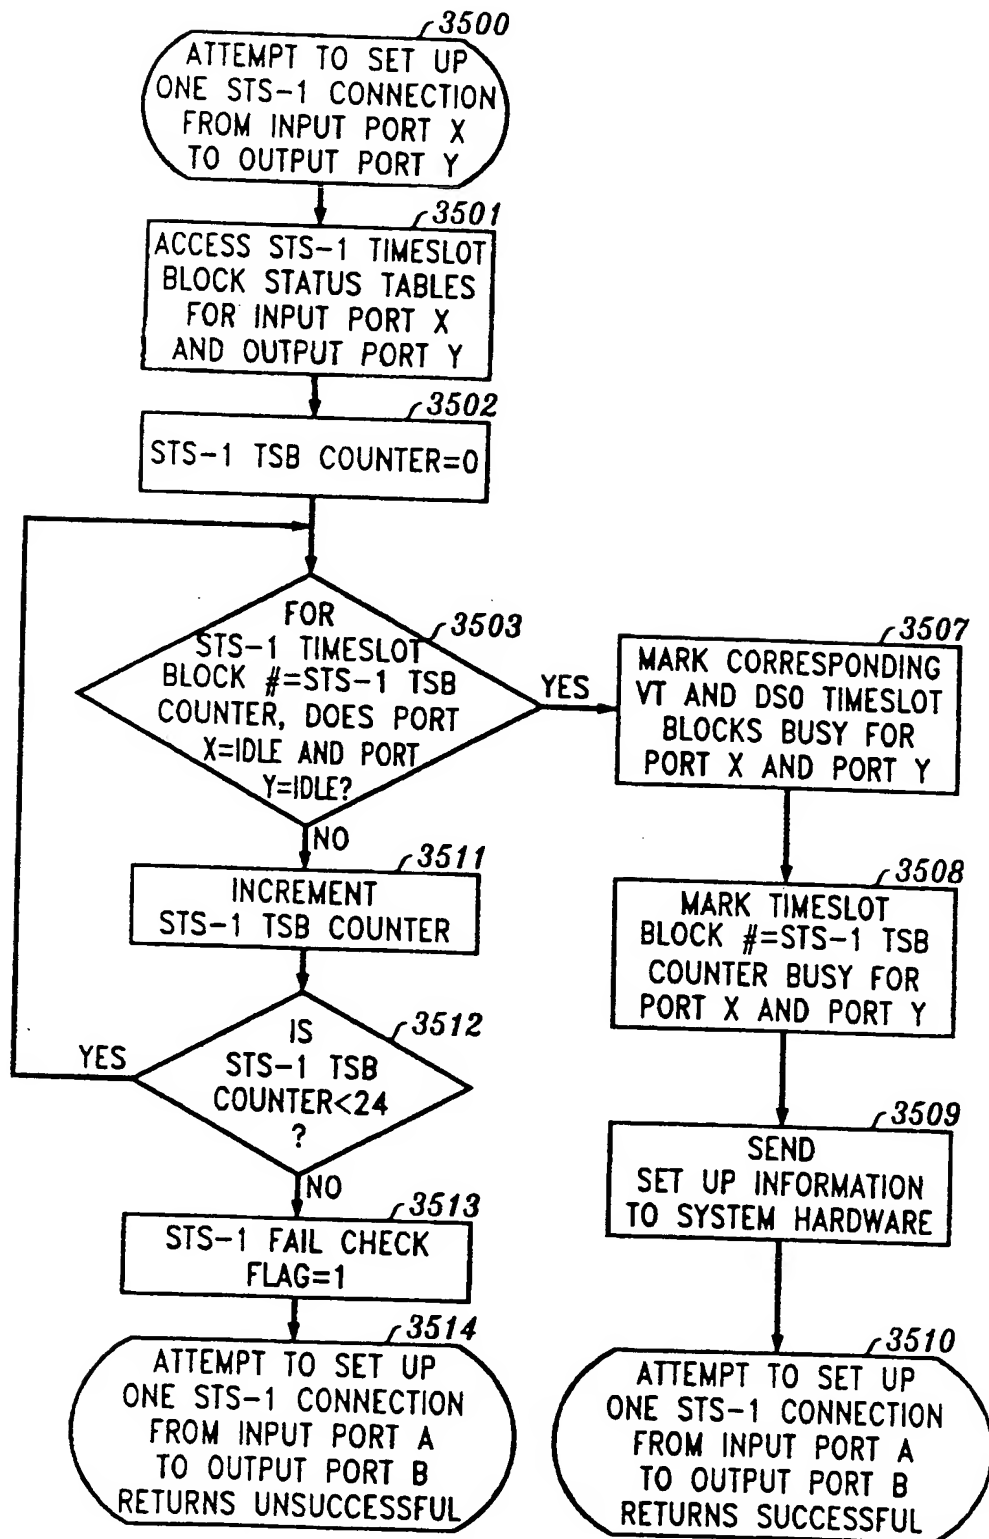 3500
ATTEMPT TO SET UP
ONE STS-1 CONNECTION
FROM INPUT PORT X
TO OUTPUT PORT Y
3501
ACCESS STS-1 TIMESLOT
BLOCK STATUS TABLES
FOR INPUT PORT X
AND OUTPUT PORT Y
3502
STS-1 TSB COUNTER=0
3503
FOR
STS-1 TIMESLOT
BLOCK #=STS-1 TSB
COUNTER, DOES PORT
X=IDLE AND PORT
Y=IDLE?
YES
NO
3507
MARK CORRESPONDING
VT AND DS0 TIMESLOT
BLOCKS BUSY FOR
PORT X AND PORT Y
3511
INCREMENT
STS-1 TSB COUNTER
3508
MARK TIMESLOT
BLOCK #=STS-1 TSB
COUNTER BUSY FOR
PORT X AND PORT Y
3512
IS
STS-1 TSB
COUNTER<24
?
YES
NO
3509
SEND
SET UP INFORMATION
TO SYSTEM HARDWARE
3513
STS-1 FAIL CHECK
FLAG=1
3514
ATTEMPT TO SET UP
ONE STS-1 CONNECTION
FROM INPUT PORT A
TO OUTPUT PORT B
RETURNS UNSUCCESSFUL
3510
ATTEMPT TO SET UP
ONE STS-1 CONNECTION
FROM INPUT PORT A
TO OUTPUT PORT B
RETURNS SUCCESSFUL